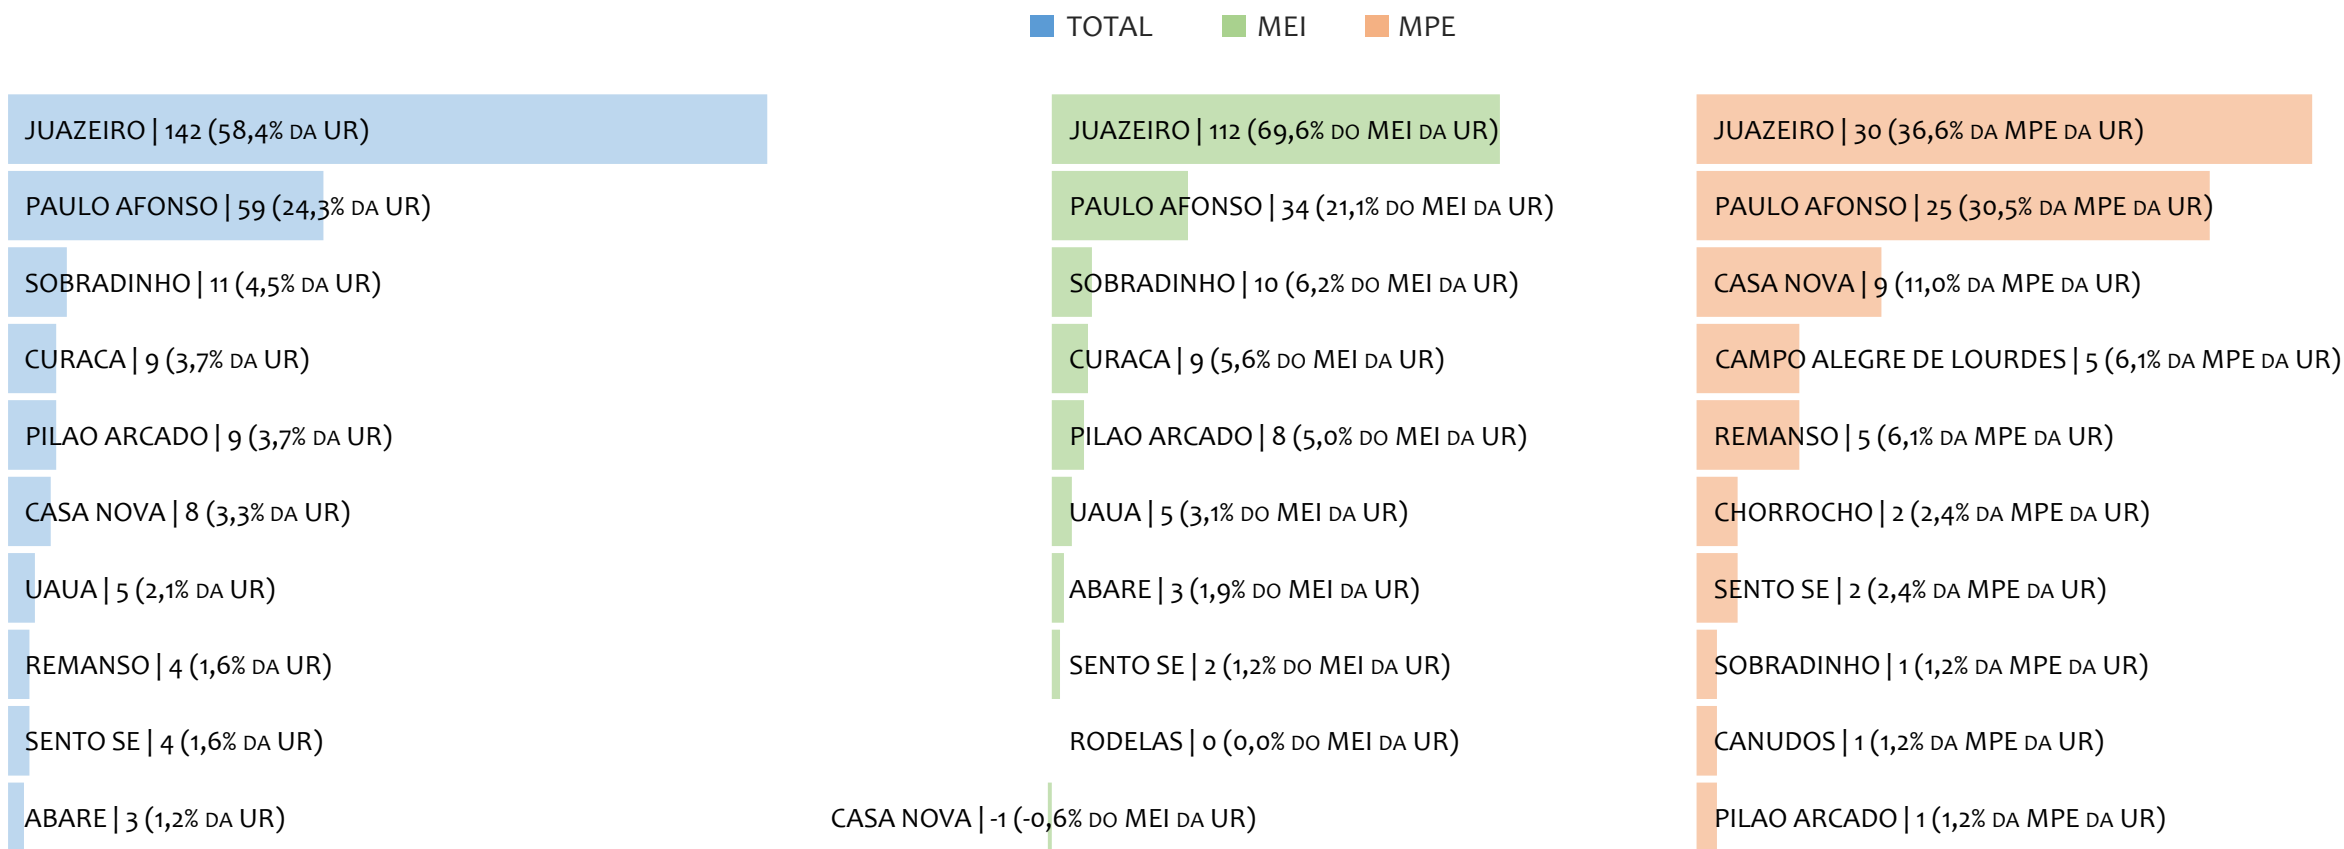 TOTAL MEI MPE
JUAZEIRO | 142 (58,4% DA UR)
PAULO AFONSO | 59 (24,3% DA UR)
SOBRADINHO | 11 (4,5% DA UR)
CURACA | 9 (3,7% DA UR)
PILAO ARCADO | 9 (3,7% DA UR)
CASA NOVA | 8 (3,3% DA UR)
UAUA | 5 (2,1% DA UR)
REMANSO | 4 (1,6% DA UR)
SENTO SE | 4 (1,6% DA UR)
ABARE | 3 (1,2% DA UR)
JUAZEIRO | 112 (69,6% DO MEI DA UR)
PAULO AFONSO | 34 (21,1% DO MEI DA UR)
SOBRADINHO | 10 (6,2% DO MEI DA UR)
CURACA | 9 (5,6% DO MEI DA UR)
PILAO ARCADO | 8 (5,0% DO MEI DA UR)
UAUA | 5 (3,1% DO MEI DA UR)
ABARE | 3 (1,9% DO MEI DA UR)
SENTO SE | 2 (1,2% DO MEI DA UR)
RODELAS | 0 (0,0% DO MEI DA UR)
CASA NOVA | -1 (-0,6% DO MEI DA UR)
JUAZEIRO | 30 (36,6% DA MPE DA UR)
PAULO AFONSO | 25 (30,5% DA MPE DA UR)
CASA NOVA | 9 (11,0% DA MPE DA UR)
CAMPO ALEGRE DE LOURDES | 5 (6,1% DA MPE DA UR)
REMANSO | 5 (6,1% DA MPE DA UR)
CHORROCHO | 2 (2,4% DA MPE DA UR)
SENTO SE | 2 (2,4% DA MPE DA UR)
SOBRADINHO | 1 (1,2% DA MPE DA UR)
CANUDOS | 1 (1,2% DA MPE DA UR)
PILAO ARCADO | 1 (1,2% DA MPE DA UR)